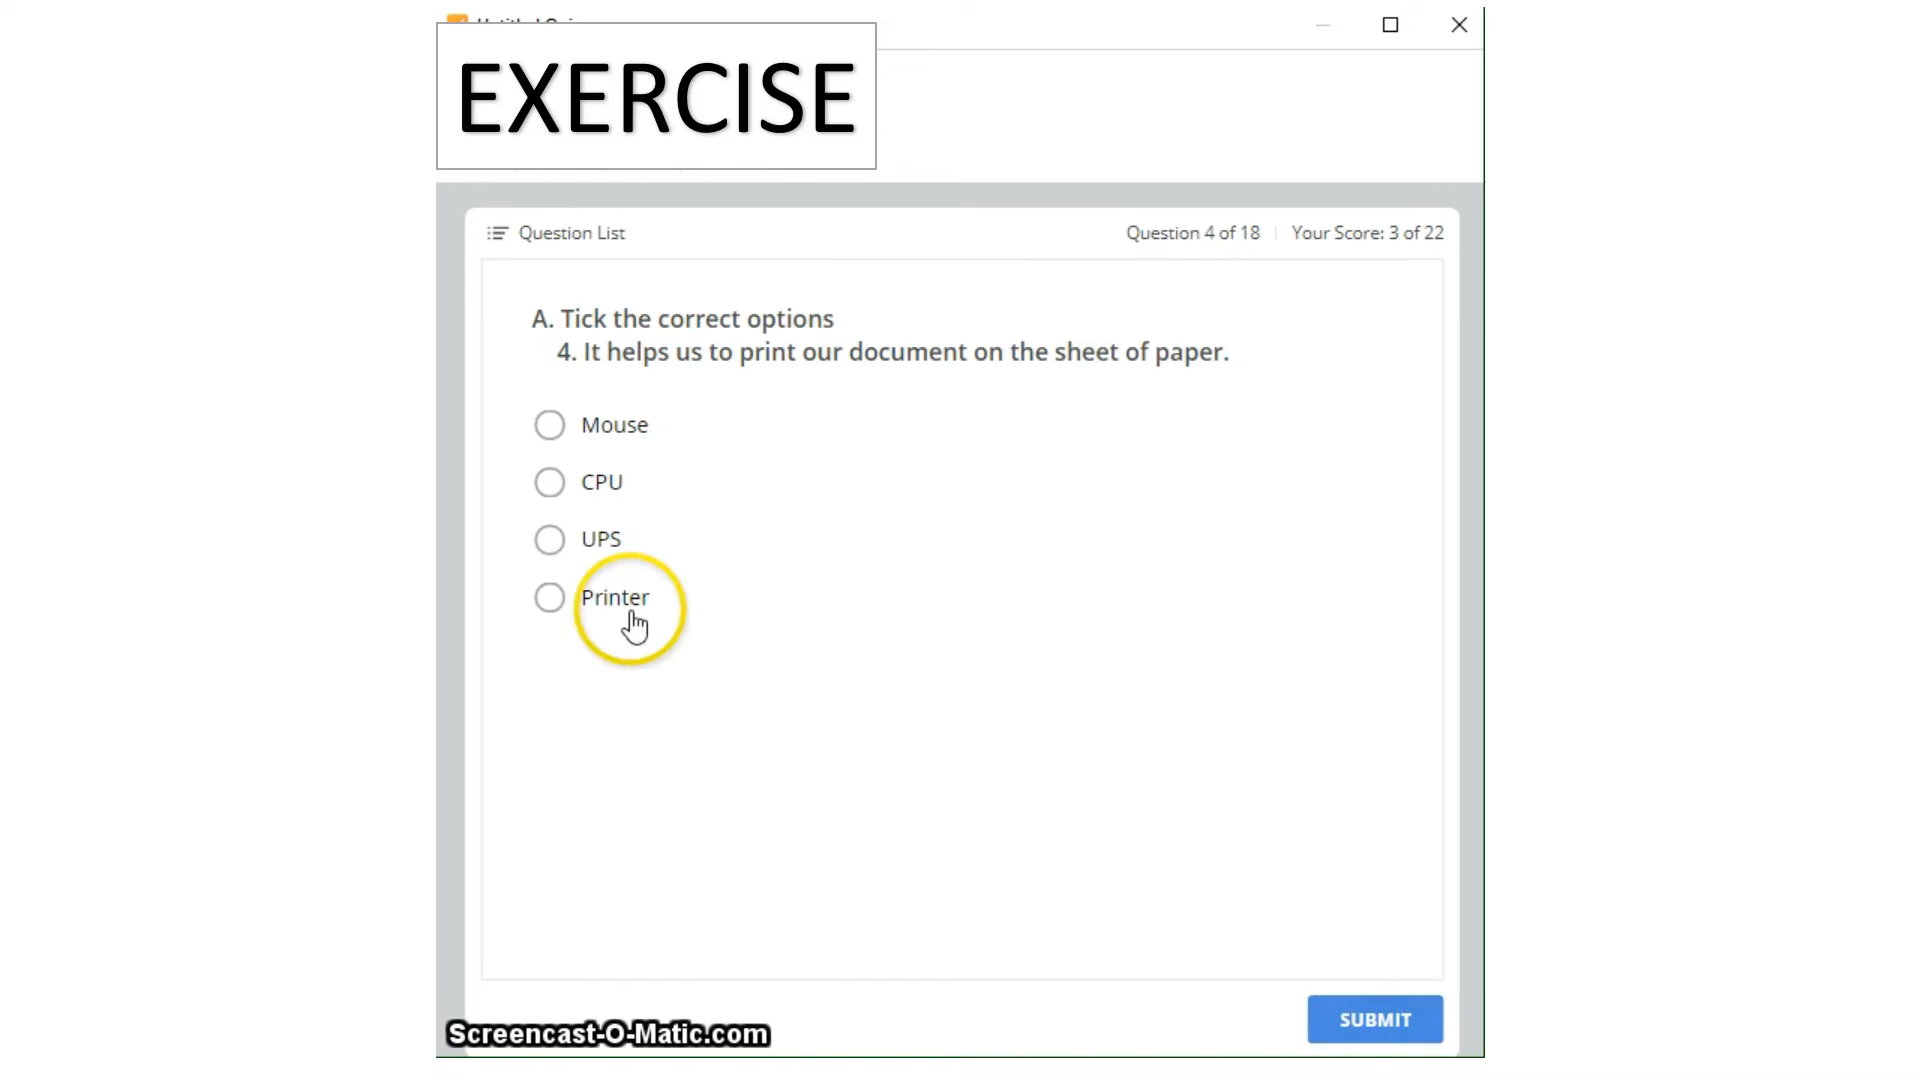 EXERCISE
Question List
Question 4 of 18
Your Score: 3 of 22
A. Tick the correct options
4. It helps us to print our document on the sheet of paper.
Mouse
CPU
UPS
Printer
SUBMIT
Screencast-O-Matic.com